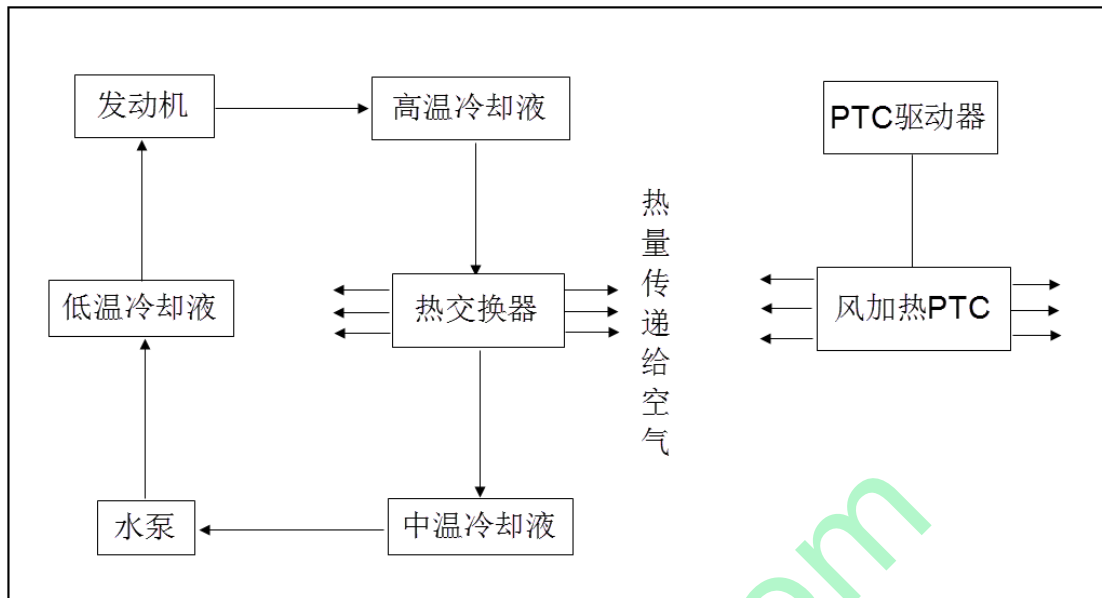 发动机
高温冷却液
PTC驱动器
热量传递给空气
低温冷却液
热交换器
风加热PTC
水泵
中温冷却液
om